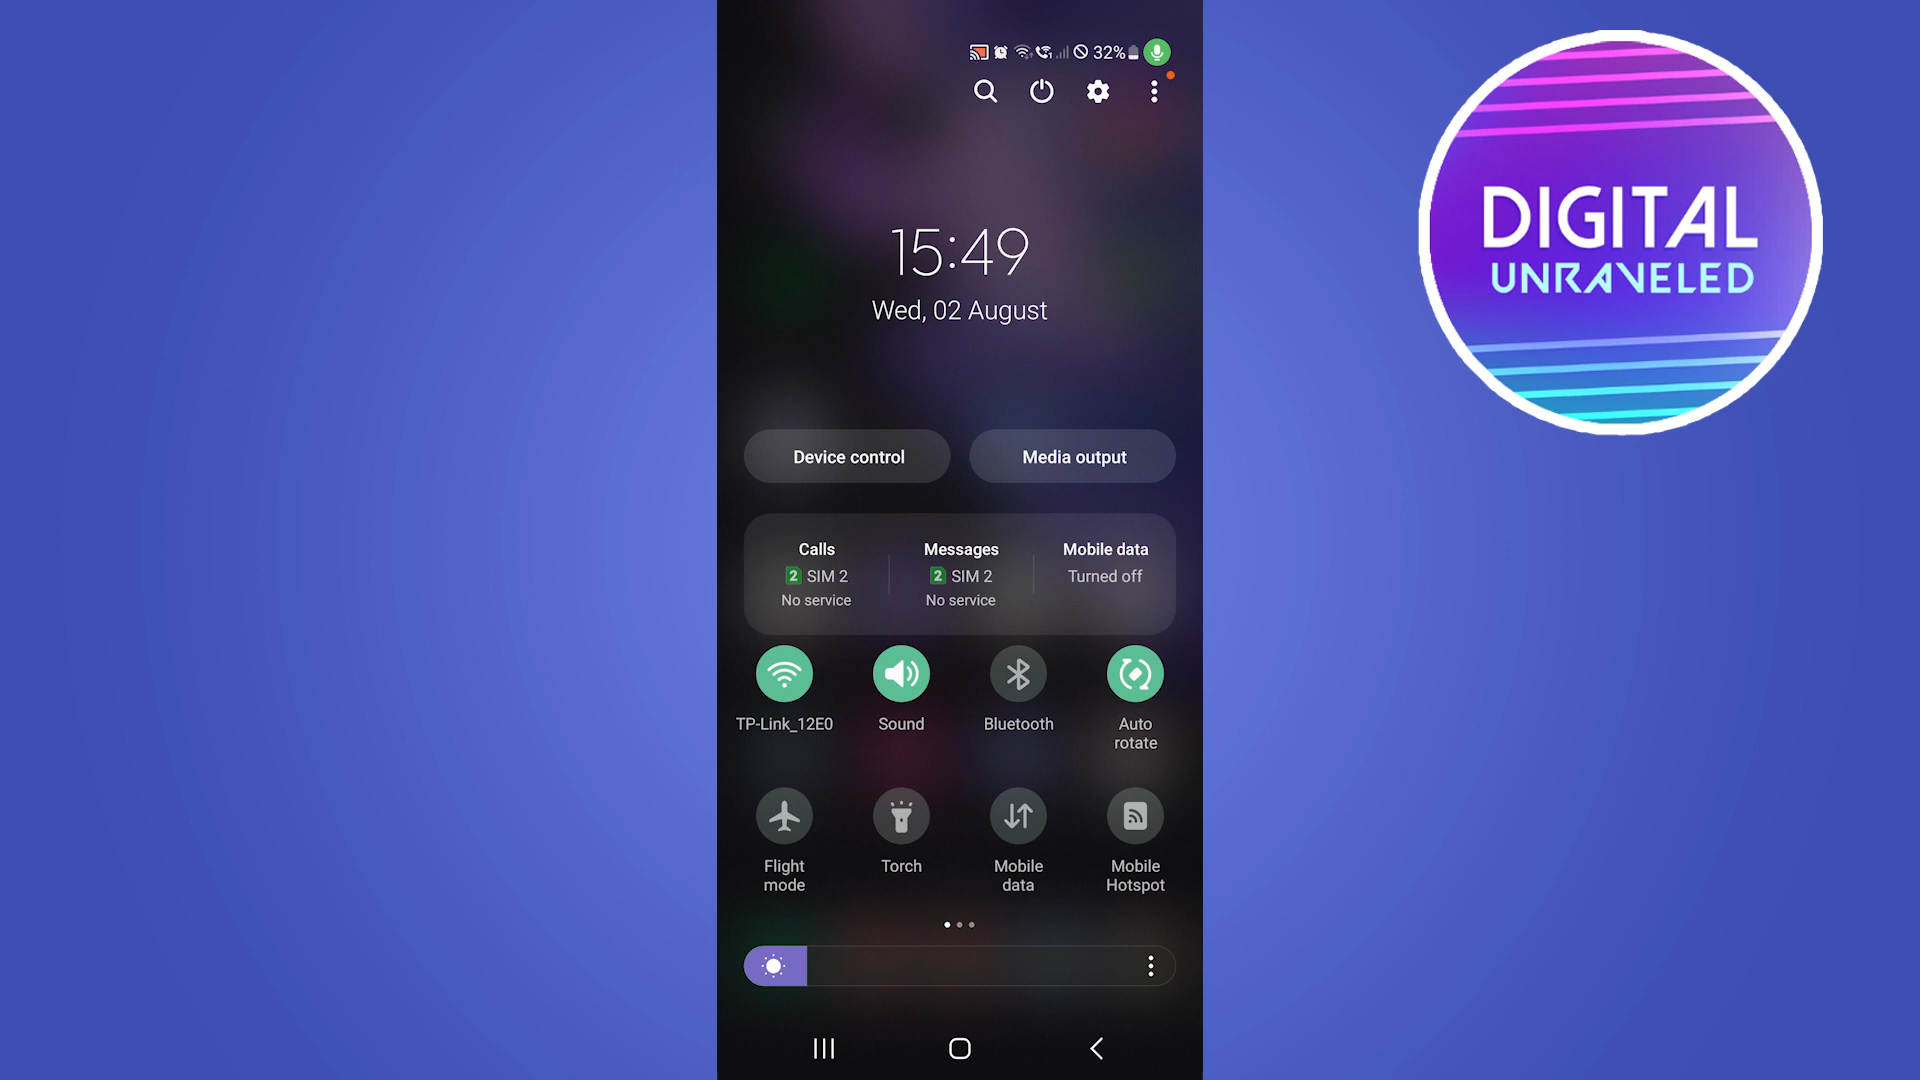 32%
15:49
Wed, 02 August
Device control
Media output
Calls
2 SIM 2
No service
Messages
2 SIM 2
No service
Mobile data
Turned off
TP-Link_12E0
Sound
Bluetooth
Auto
rotate
Flight
mode
Torch
Mobile
data
Mobile
Hotspot
DIGITAL
UNRAVELED